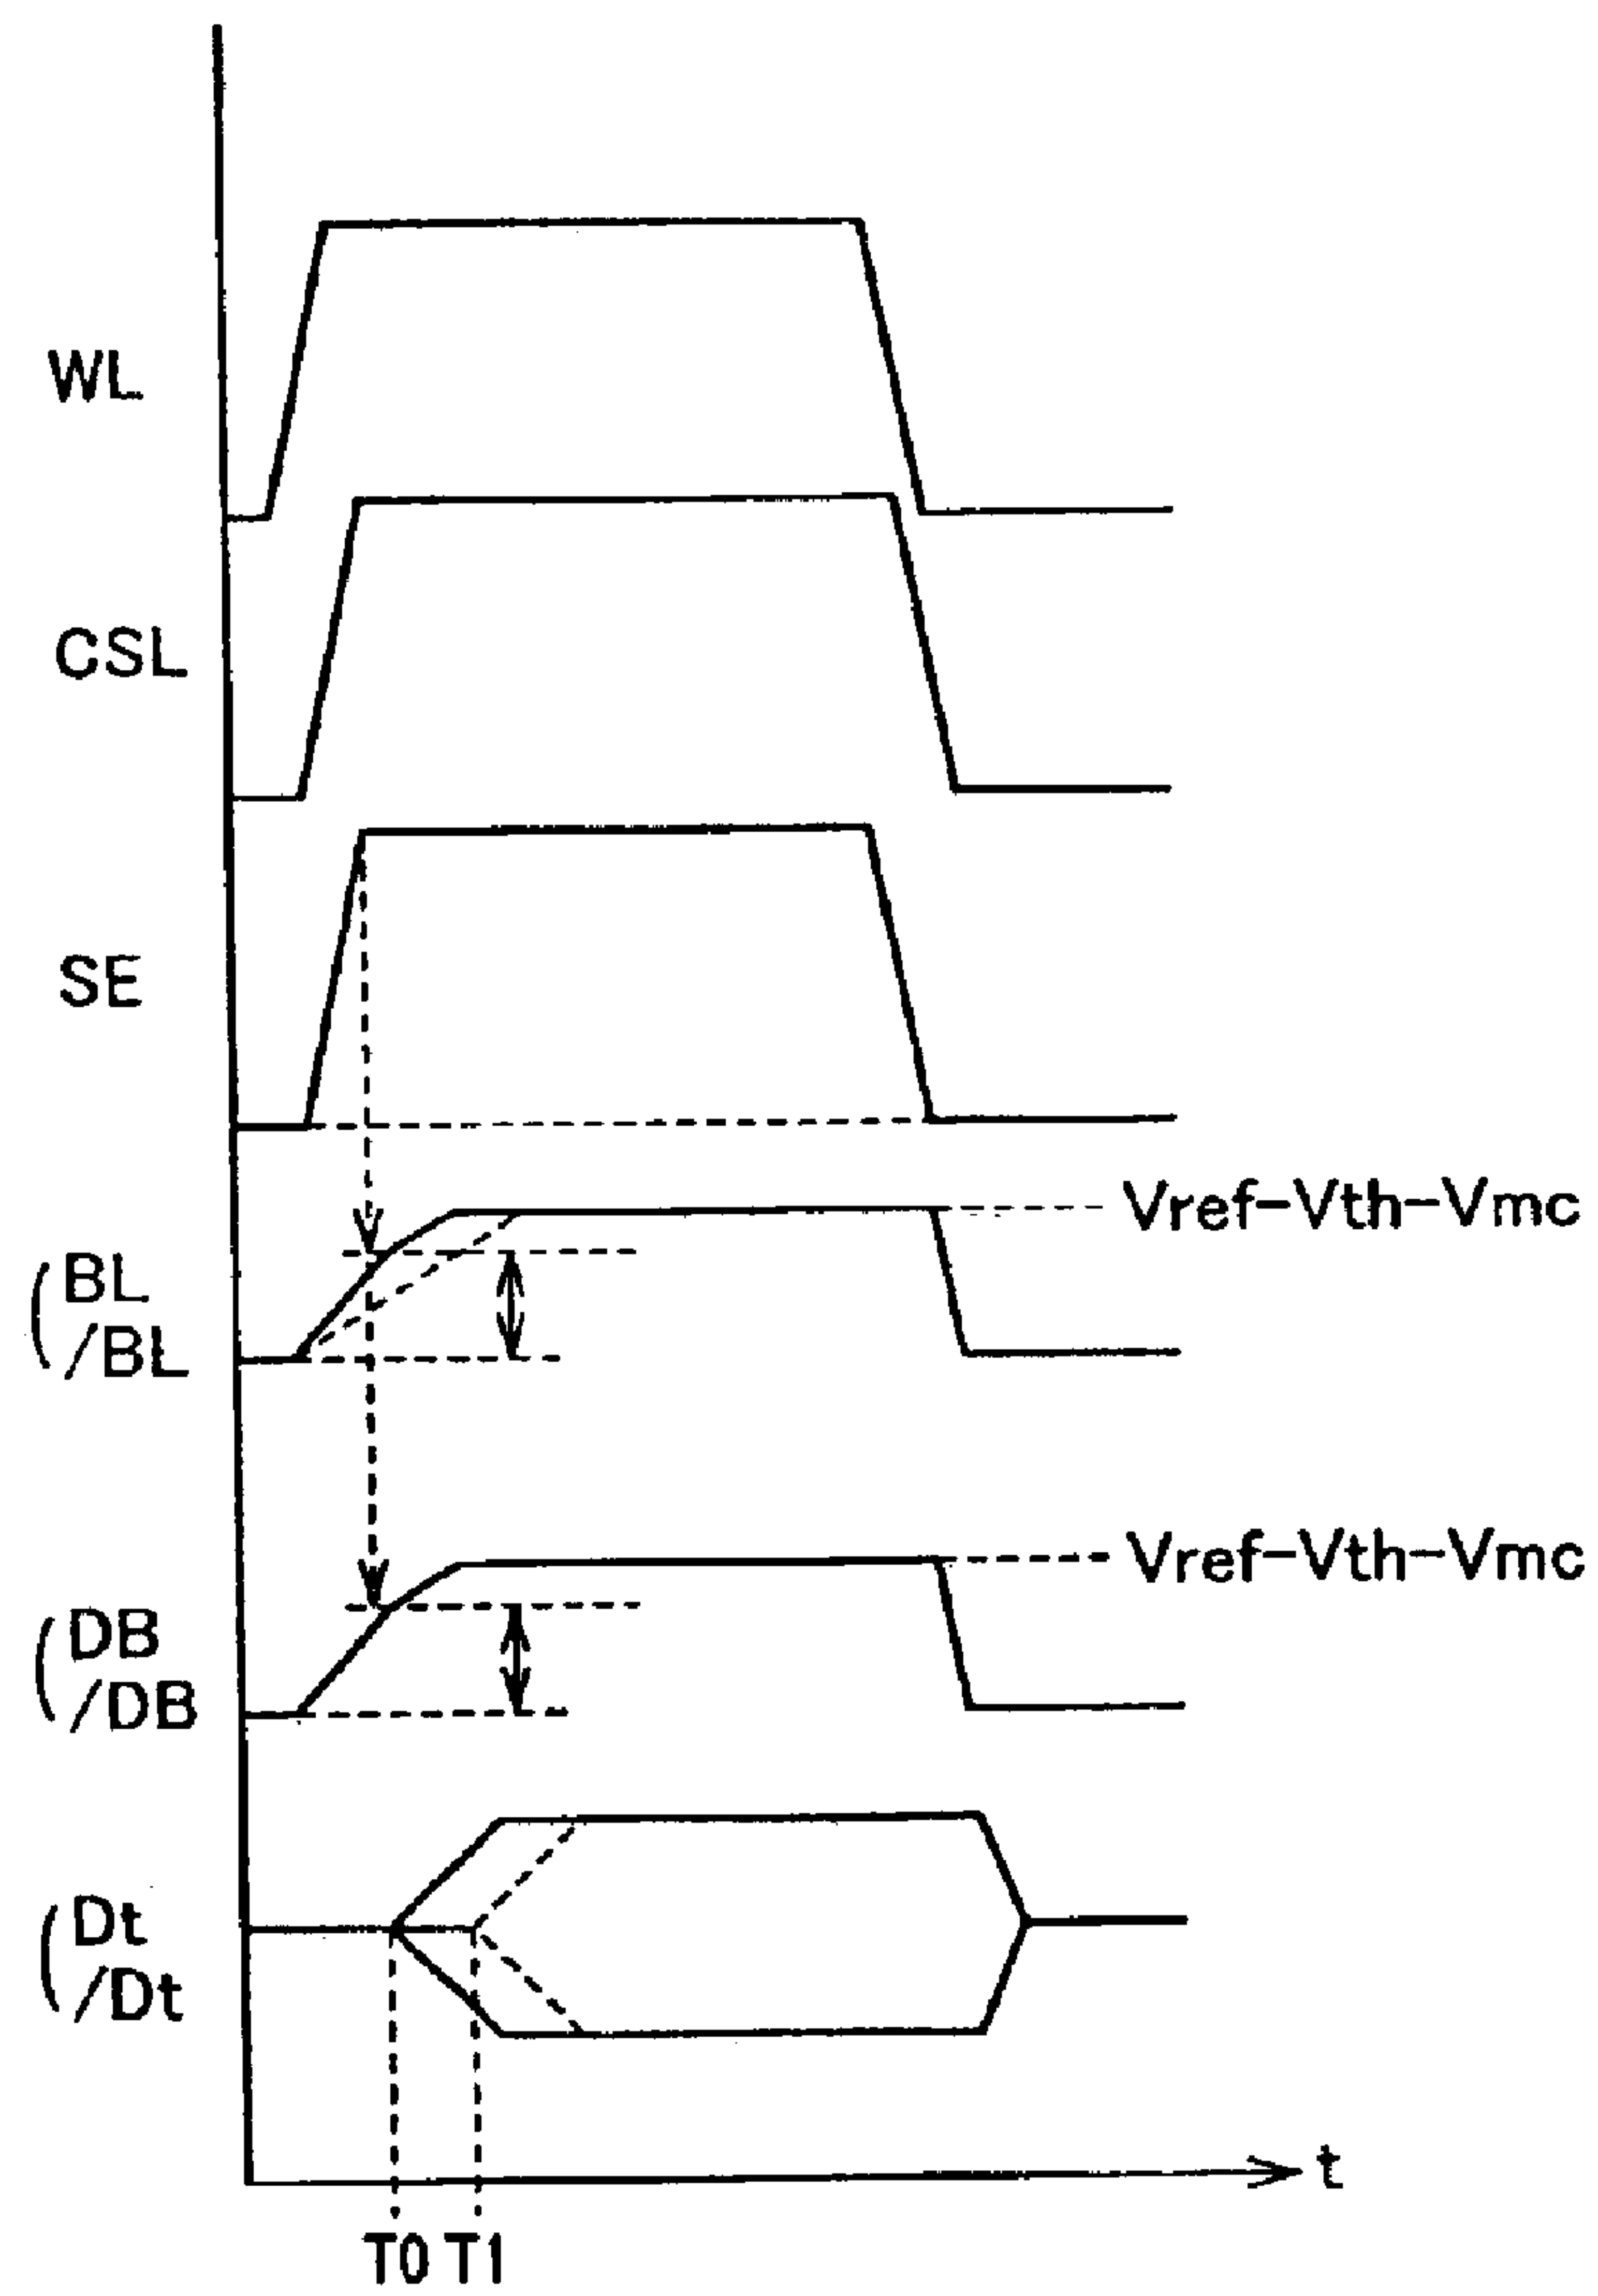 WL
CSL
SE
Vref-Vth-Vmc
BL
/BL
Vref-Vth-Vmc
DB
/DB
Dt
/Dt
t
T0 T1